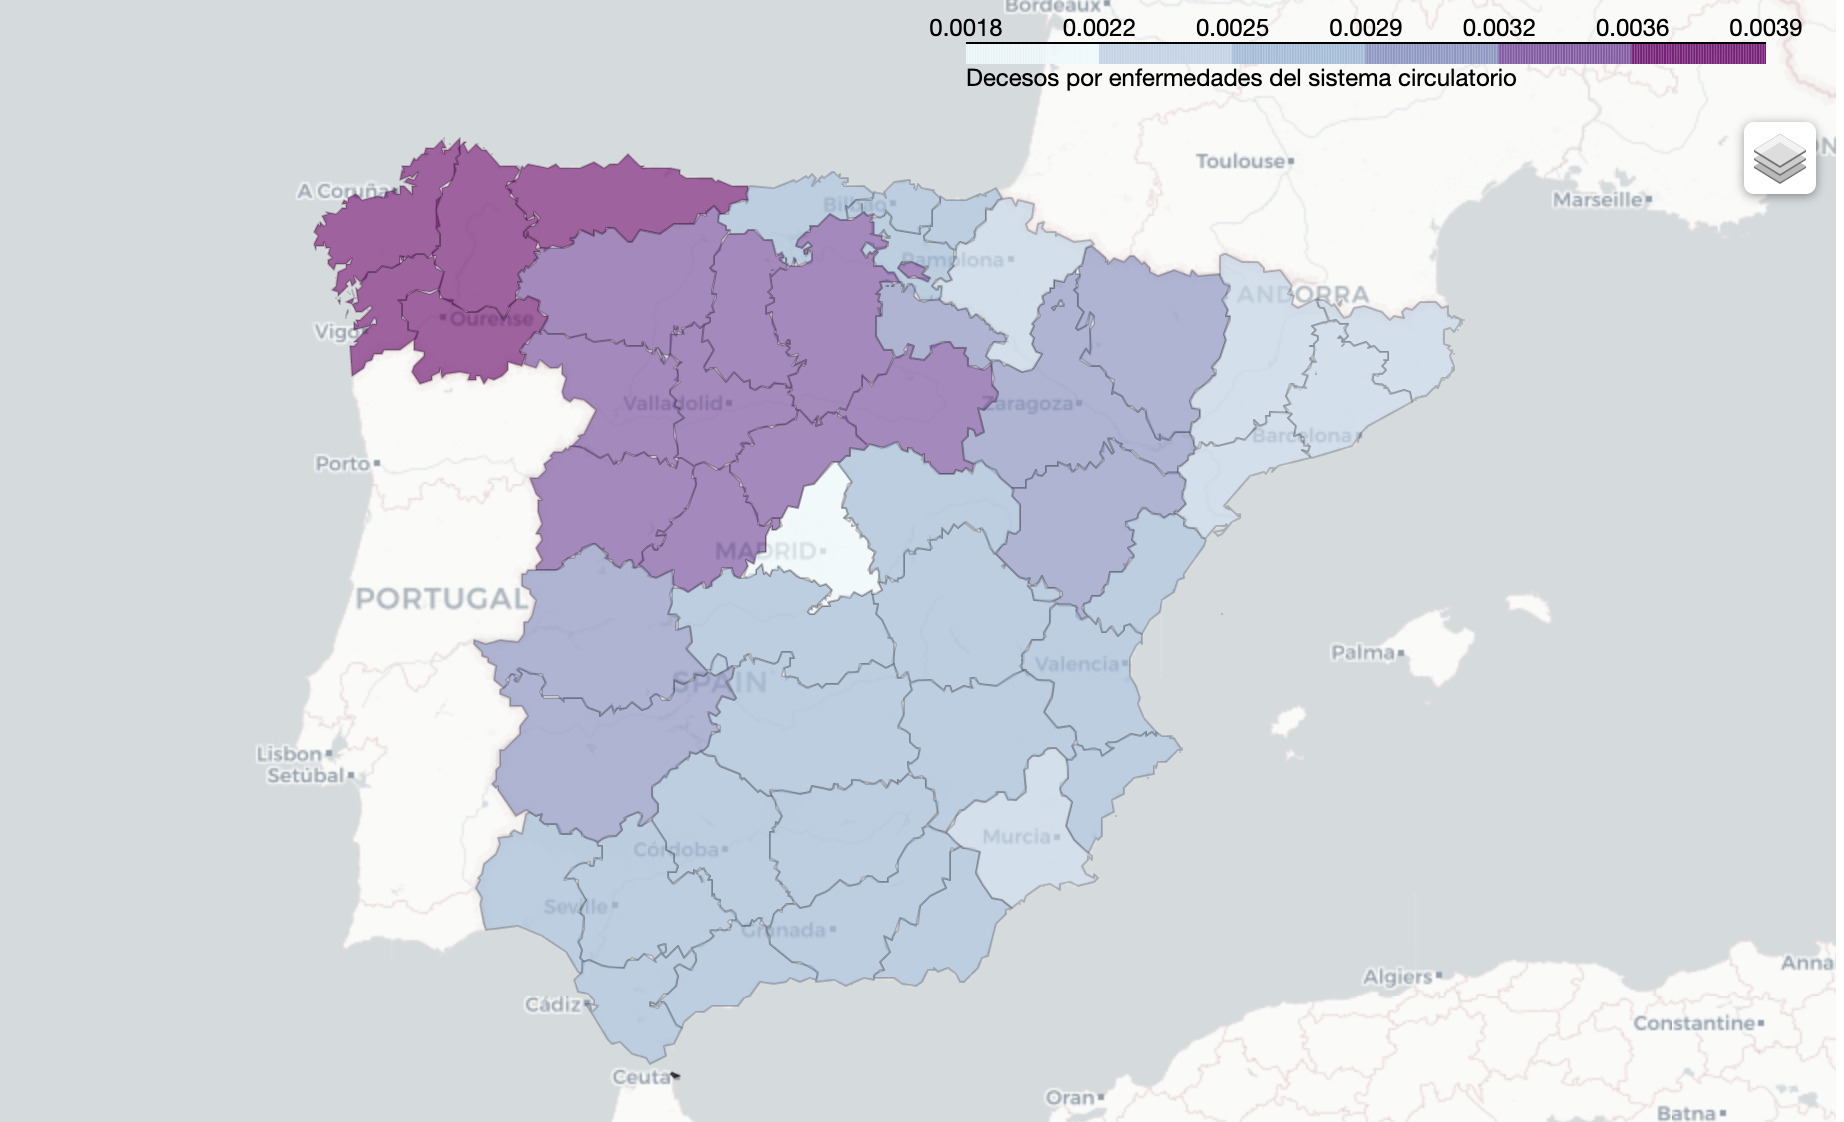 Bordeaux
0.0018 0.0022 0.0025 0.0029 0.0032 0.0036 0.0039
Decesos por enfermedades del sistema circulatorio
Toulouse
Marseille
A Coruña
Bilbao
Pamplona
ANDORRA
Vigo
Ourense
Valladolid
Zaragoza
Barcelona
Porto
MADRID
PORTUGAL
Palma
Valencia
SPAIN
Lisbon
Setúbal
Murcia
Córdoba
Seville
Granada
Algiers
Anna
Cádiz
Constantine
Ceuta
Oran
Batna